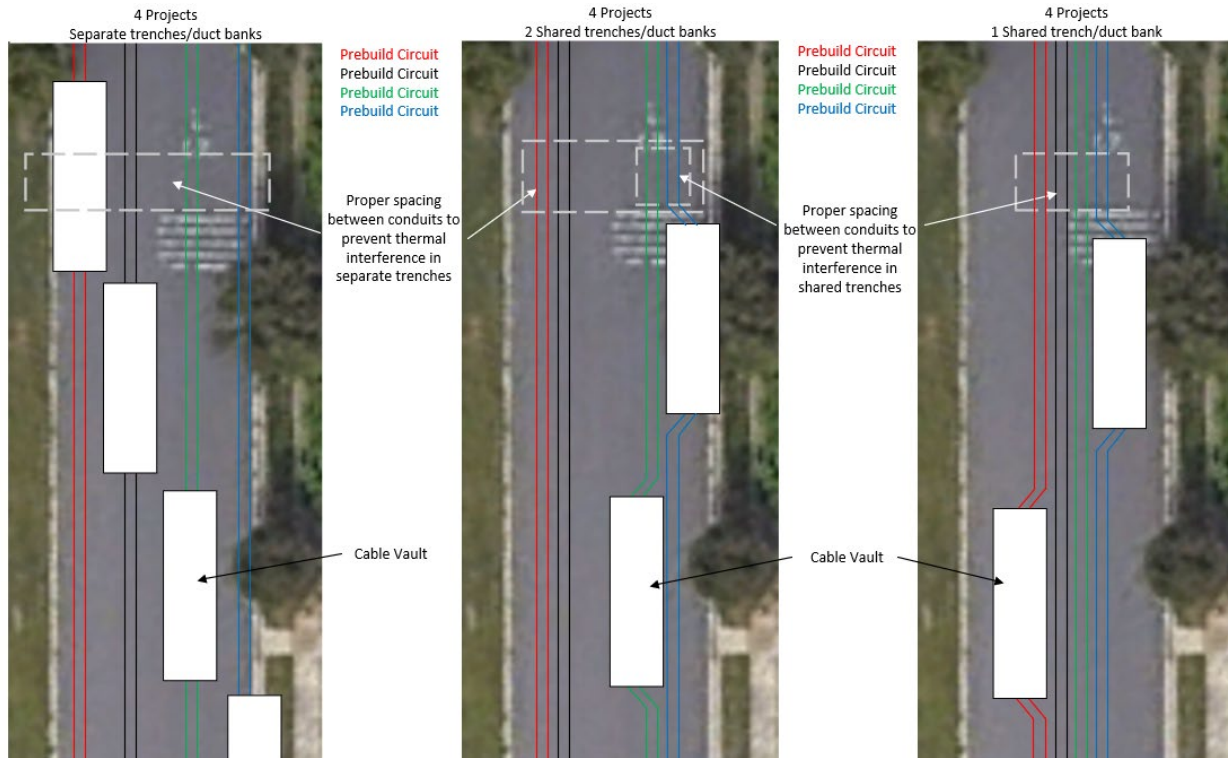 4 Projects
Separate trenches/duct banks
Prebuild Circuit
Prebuild Circuit
Prebuild Circuit
Prebuild Circuit
Proper spacing
between conduits to
prevent thermal
interference in
separate trenches
Cable Vault
4 Projects
2 Shared trenches/duct banks
Prebuild Circuit
Prebuild Circuit
Prebuild Circuit
Prebuild Circuit
Proper spacing
between conduits to
prevent thermal
interference in
shared trenches
Cable Vault
4 Projects
1 Shared trench/duct bank